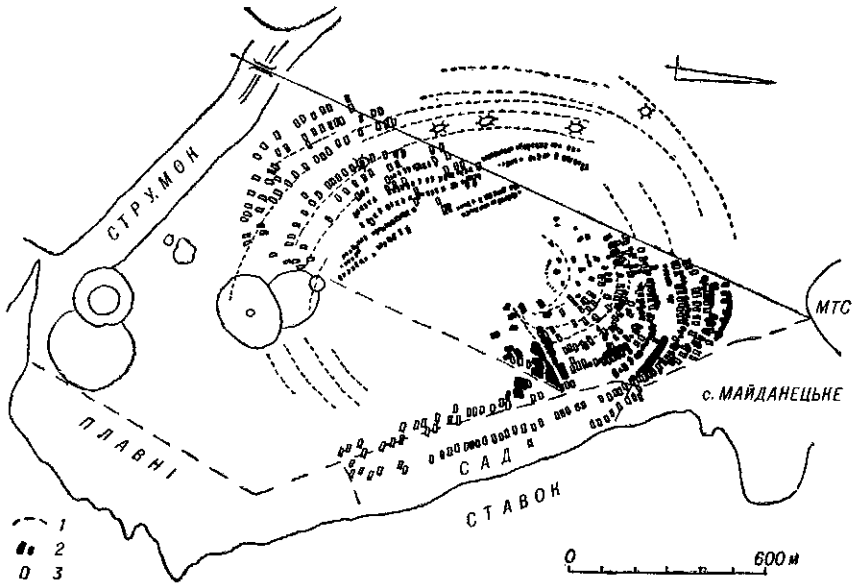 СТРУМОК
МТС
с. МАЙДАНЕЦЬКЕ
ПЛАВНІ
САД
СТАВОК
1
2
3
0 600 м